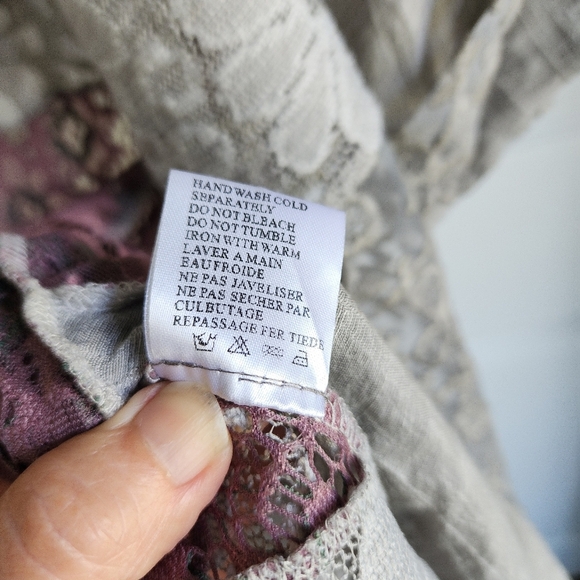 HAND WASH COLD
SEPARATELY
DO NOT BLEACH
DO NOT TUMBLE
IRON WITH WARM
LAVER A MAIN
EAU FROIDE
NE PAS JAVELISER
NE PAS SECHER PAR
CULBUTAGE
REPASSAGE FER TIEDE